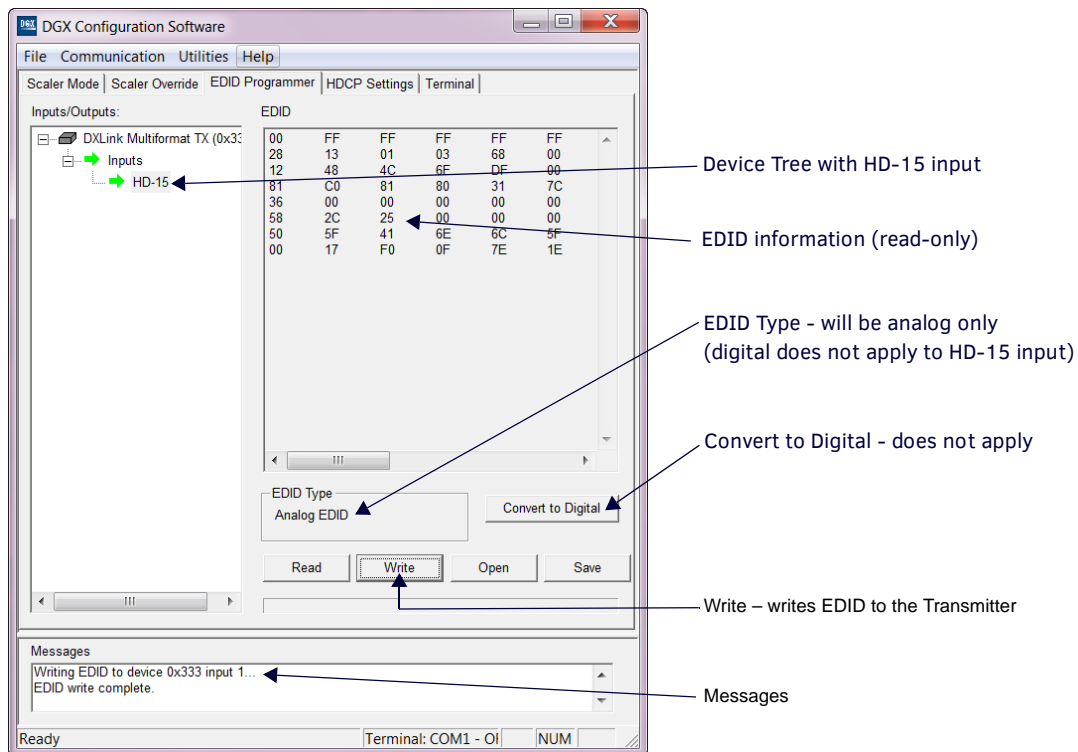 DGX DGX Configuration Software
File Communication Utilities Help
Scaler Mode Scaler Override EDID Programmer HDCP Settings Terminal
Inputs/Outputs:
DXLink Multiformat TX (0x33
Inputs
HD-15
EDID
00 FF FF FF FF FF
28 13 01 03 68 00
12 48 4C 6F DF 00
81 C0 81 80 31 7C
36 00 00 00 00 00
58 2C 25 00 00 00
50 5F 41 6E 6C 5F
00 17 F0 0F 7E 1E
EDID Type
Analog EDID
Convert to Digital
Read Write Open Save
Messages
Writing EDID to device 0x333 input 1...
EDID write complete.
Ready Terminal: COM1 - OF NUM
Device Tree with HD-15 input
EDID information (read-only)
EDID Type - will be analog only
(digital does not apply to HD-15 input)
Convert to Digital - does not apply
Write – writes EDID to the Transmitter
Messages